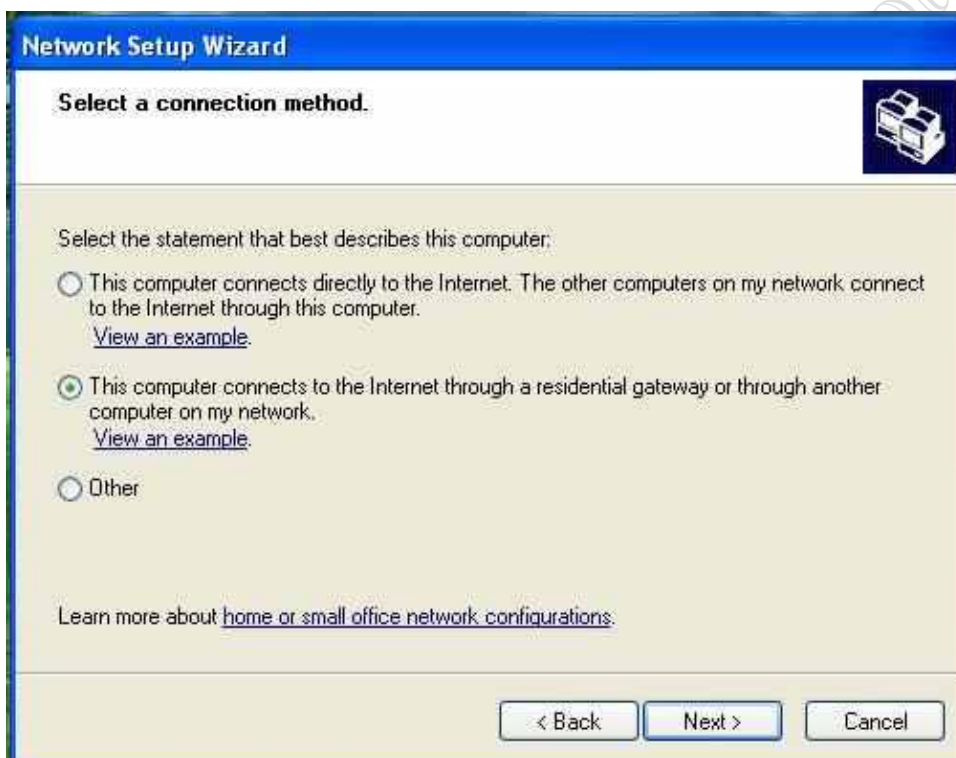 Network Setup Wizard
Select a connection method.
Select the statement that best describes this computer:
This computer connects directly to the Internet. The other computers on my network connect
to the Internet through this computer.
View an example.
This computer connects to the Internet through a residential gateway or through another
computer on my network.
View an example.
Other
Learn more about home or small office network configurations.
< Back Next > Cancel